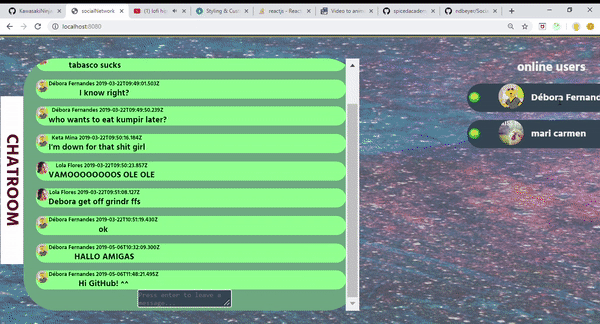 KawasakiNinja
socialNetwork
(1) lofi hip
Styling & Cust
reactjs - React
Video to anim
spicedacadem
ndbeyer/Socia
localhost:8080
tabasco sucks
Débora Fernandes 2019-03-22T09:49:01.503Z
I know right?
Débora Fernandes 2019-03-22T09:49:50.239Z
who wants to eat kumpir later?
Keta Mina 2019-03-22T09:50:16.184Z
I'm down for that shit girl
Lola Flores 2019-03-22T09:50:23.857Z
VAMOOOOOOOOS OLE OLE
Lola Flores 2019-03-22T09:51:08.127Z
Debora get off grindr ffs
Débora Fernandes 2019-03-22T10:51:19.430Z
ok
Débora Fernandes 2019-05-06T10:32:09.300Z
HALLO AMIGAS
Débora Fernandes 2019-05-06T11:48:21.495Z
Hi GitHub! ^^
Press enter to leave a
message...
CHATROOM
online users
Débora Fernand
mari carmen